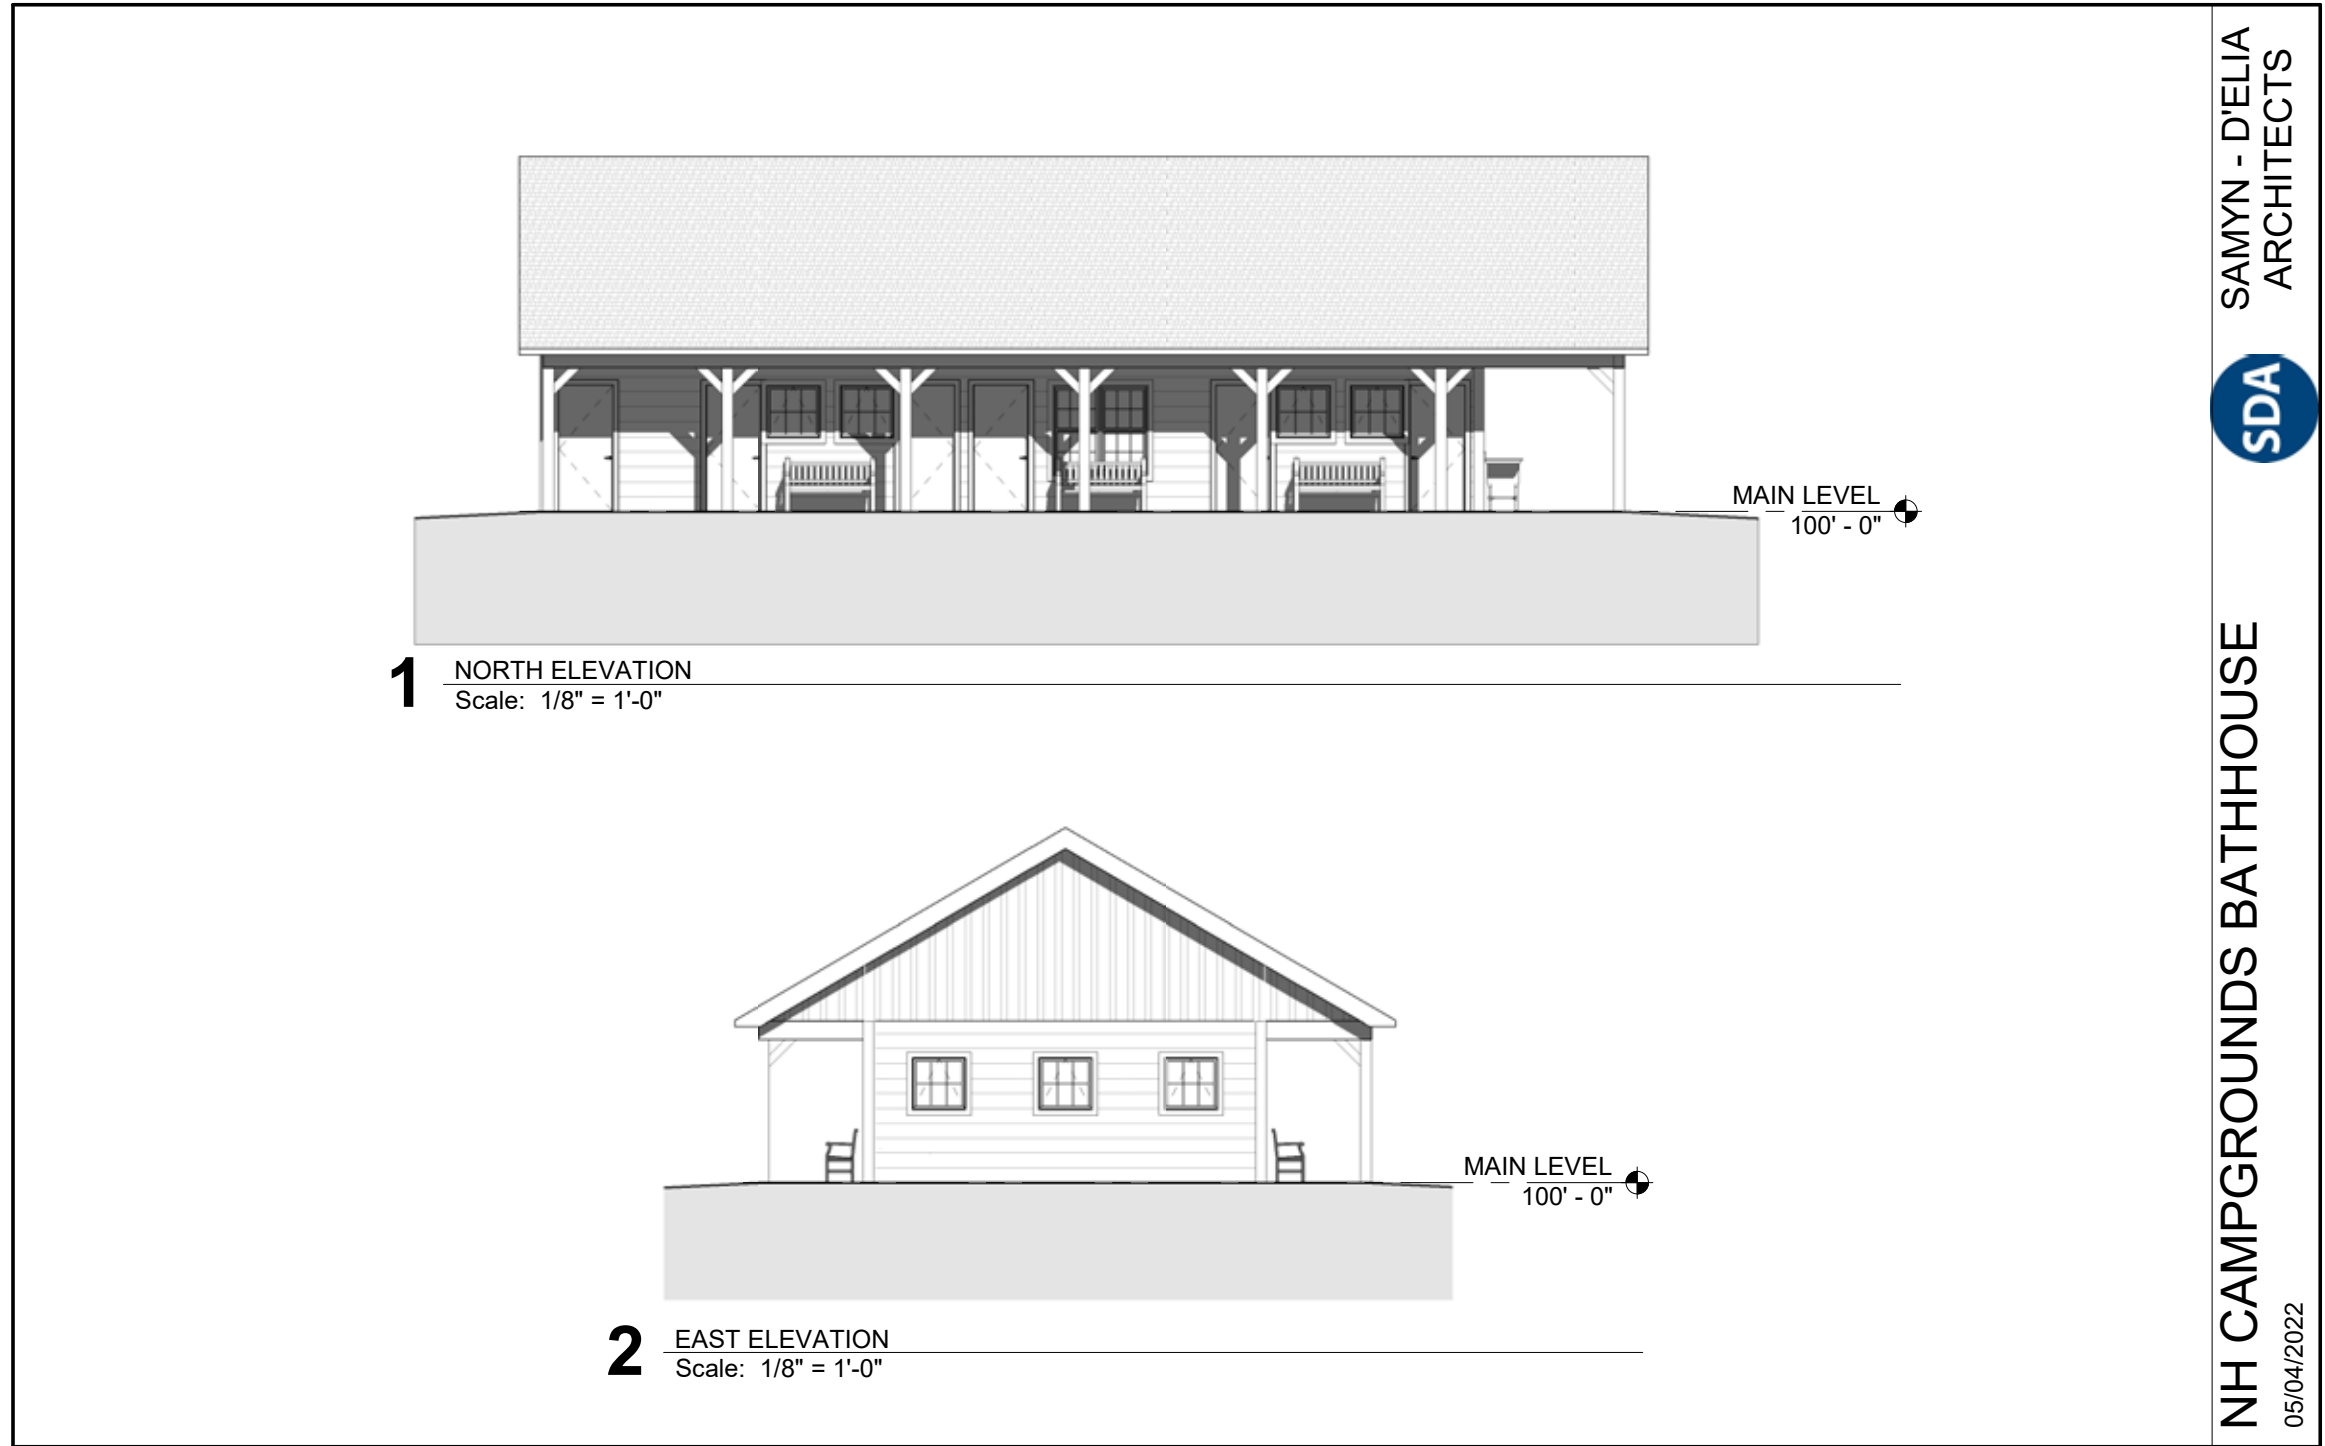 MAIN LEVEL
100' - 0"
1 NORTH ELEVATION
Scale: 1/8" = 1'-0"
MAIN LEVEL
100' - 0"
2 EAST ELEVATION
Scale: 1/8" = 1'-0"
SAMYN - D'ELIA
ARCHITECTS
SDA
NH CAMPGROUNDS BATHHOUSE
05/04/2022